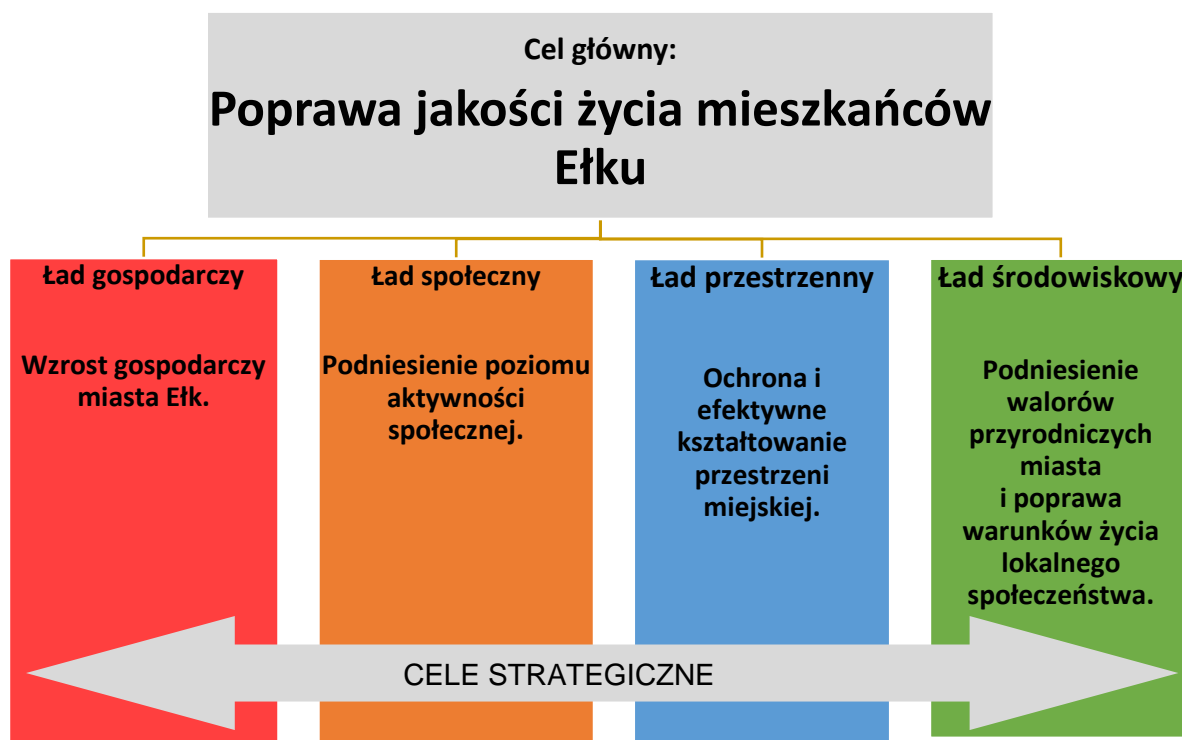 Cel główny:
Poprawa jakości życia mieszkańców
Ełku
Ład gospodarczy
Wzrost gospodarczy
miasta Ełk.
Ład społeczny
Podniesienie poziomu
aktywności
społecznej.
Ład przestrzenny
Ochrona i
efektywne
kształtowanie
przestrzeni
miejskiej.
Ład środowiskowy
Podniesienie
walorów
przyrodniczych
miasta
i poprawa
warunków życia
lokalnego
społeczeństwa.
CELE STRATEGICZNE